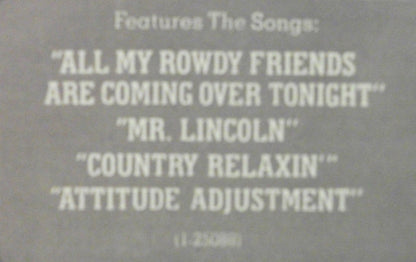 Features The Songs:
"ALL MY ROWDY FRIENDS
ARE COMING OVER TONIGHT"
"MR. LINCOLN"
"COUNTRY RELAXIN'"
"ATTITUDE ADJUSTMENT"
(1-25088)